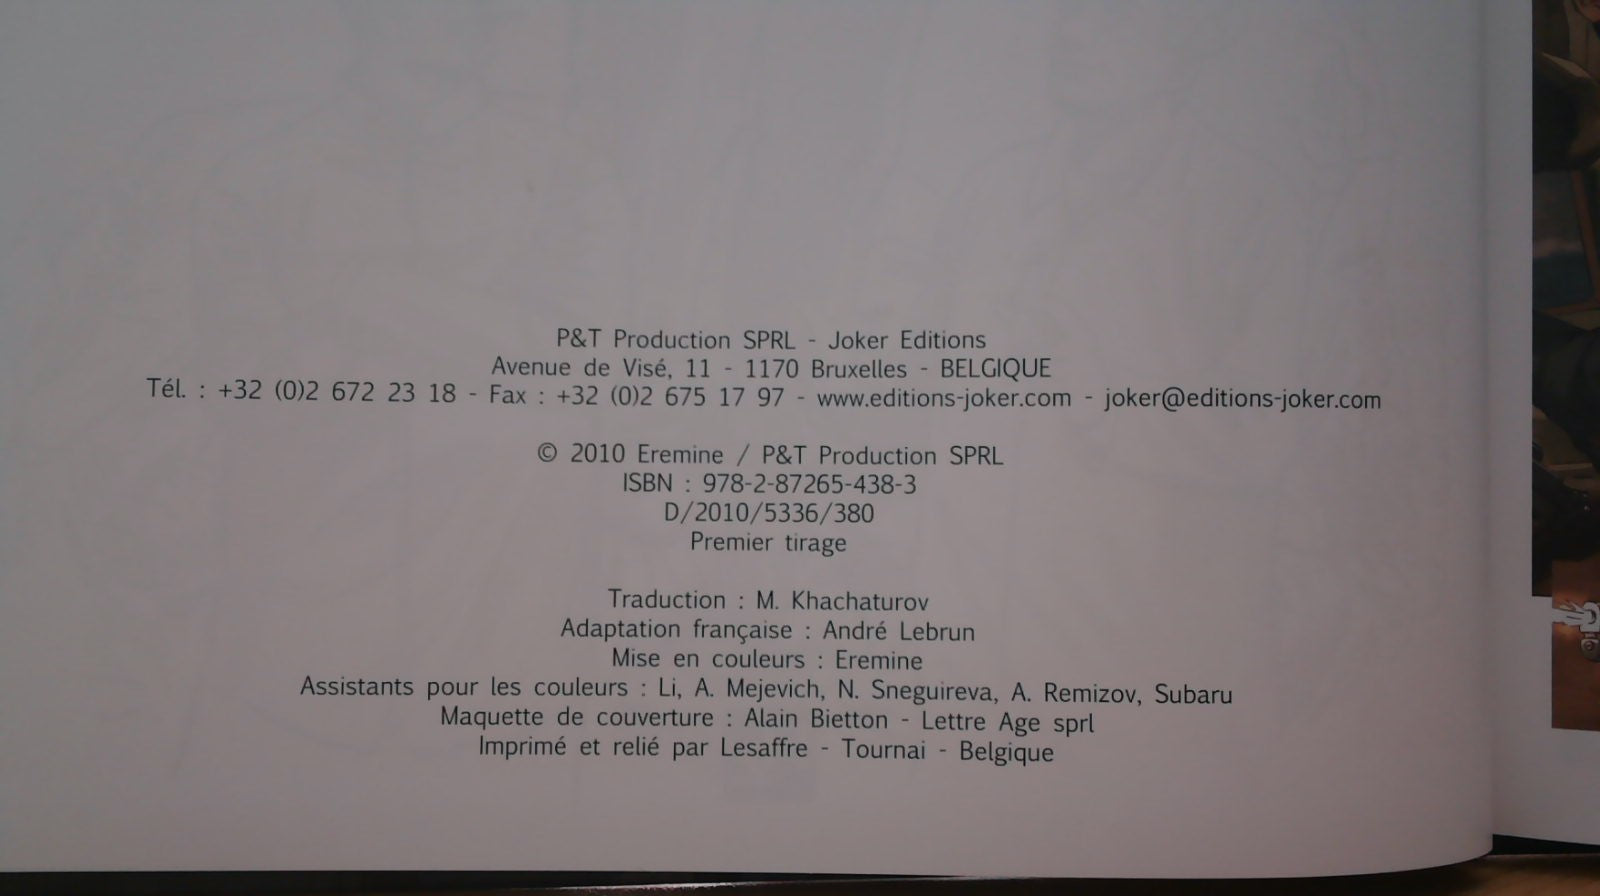 P&T Production SPRL - Joker Editions
Avenue de Visé, 11 - 1170 Bruxelles - BELGIQUE
Tél. : +32 (0)2 672 23 18 - Fax : +32 (0)2 675 17 97 - www.editions-joker.com - joker@editions-joker.com
© 2010 Eremine / P&T Production SPRL
ISBN : 978-2-87265-438-3
D/2010/5336/380
Premier tirage
Traduction : M. Khachaturov
Adaptation française : André Lebrun
Mise en couleurs : Eremine
Assistants pour les couleurs : Li, A. Mejevich, N. Sneguireva, A. Remizov, Subaru
Maquette de couverture : Alain Bietton - Lettre Age sprl
Imprimé et relié par Lesaffre - Tournai - Belgique